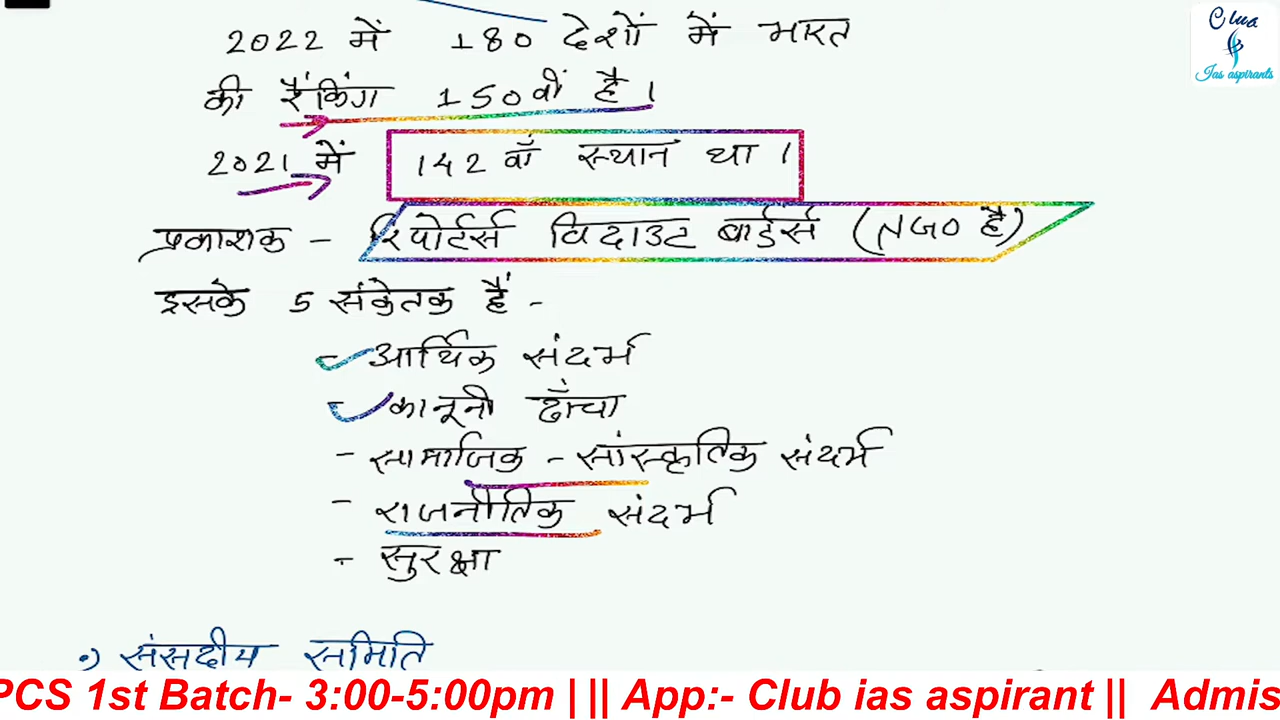 Club
Ias aspirants
2022 में 180 देशों में भारत
की रैंकिंग 150वीं है।
2021 में 142 वाँ स्थान था।
प्रकाशक - रिपोर्टर्स विदाउट बार्डर्स (NGO है)
इसके 5 संकेतक हैं -
- आर्थिक संदर्भ
- कानूनी ढाँचा
- सामाजिक - सांस्कृतिक संदर्भ
- राजनीतिक संदर्भ
- सुरक्षा
•) संसदीय समिति
PCS 1st Batch- 3:00-5:00pm | || App:- Club ias aspirant || Admis